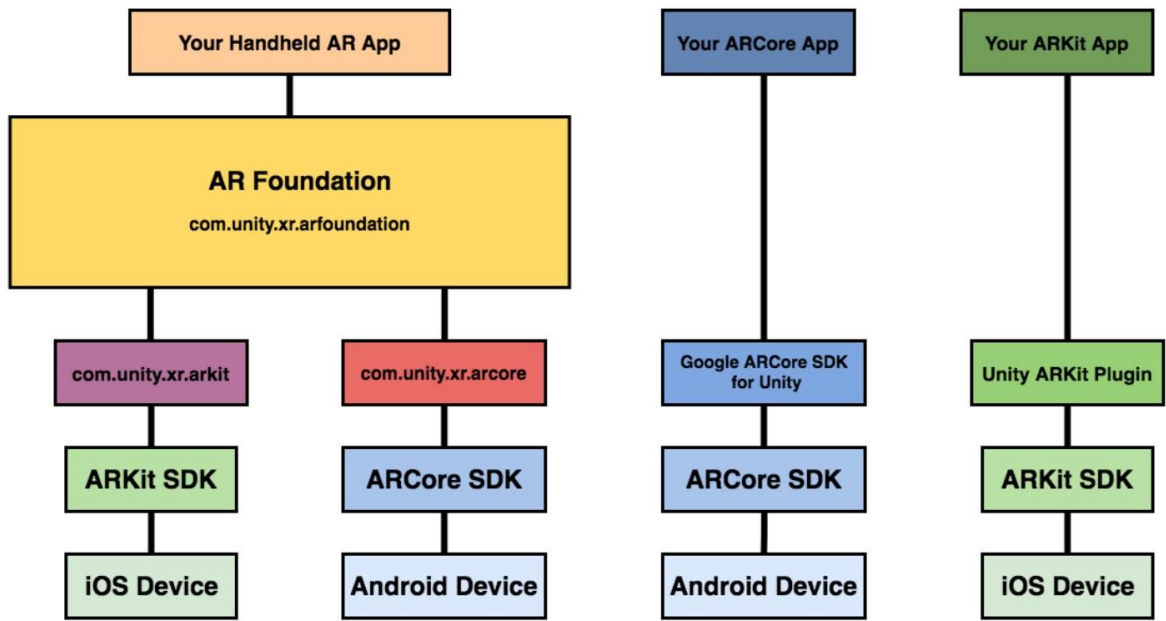 Your Handheld AR App
Your ARCore App
Your ARKit App
AR Foundation
com.unity.xr.arfoundation
com.unity.xr.arkit
com.unity.xr.arcore
Google ARCore SDK
for Unity
Unity ARKit Plugin
ARKit SDK
ARCore SDK
ARCore SDK
ARKit SDK
iOS Device
Android Device
Android Device
iOS Device